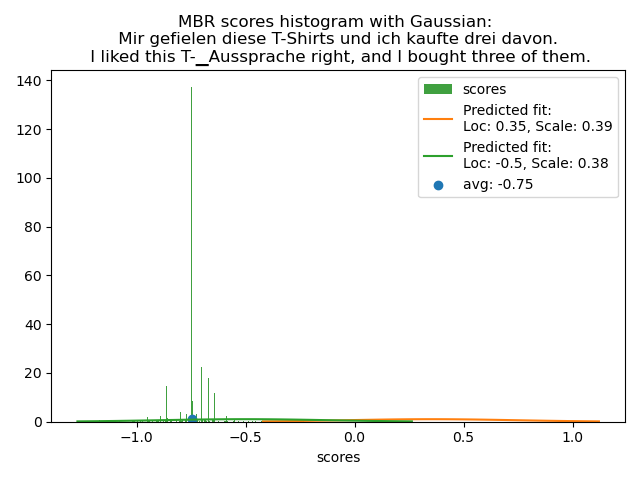 MBR scores histogram with Gaussian:
Mir gefielen diese T-Shirts und ich kaufte drei davon.
I liked this T-▁Aussprache right, and I bought three of them.
140
120
100
80
60
40
20
0
scores
Predicted fit:
Loc: 0.35, Scale: 0.39
Predicted fit:
Loc: -0.5, Scale: 0.38
avg: -0.75
−1.0 −0.5 0.0 0.5 1.0
scores